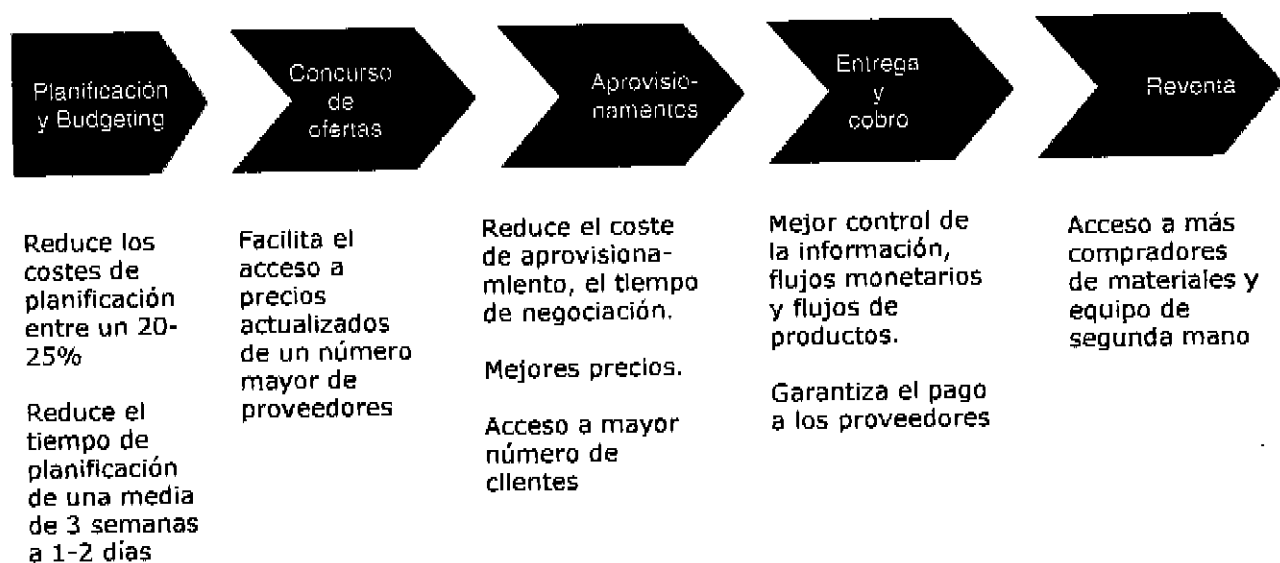 Planificación
y Budgeting
Concurso
de
ofertas
Aprovisio-
namentos
Entrega
y
cobro
Reventa
Reduce los
costes de
planificación
entre un 20-
25%
Reduce el
tiempo de
planificación
de una media
de 3 semanas
a 1-2 días
Facilita el
acceso a
precios
actualizados
de un número
mayor de
proveedores
Reduce el coste
de aprovisiona-
miento, el tiempo
de negociación.
Mejores precios.
Acceso a mayor
número de
clientes
Mejor control de
la información,
flujos monetarios
y flujos de
productos.
Garantiza el pago
a los proveedores
Acceso a más
compradores
de materiales y
equipo de
segunda mano